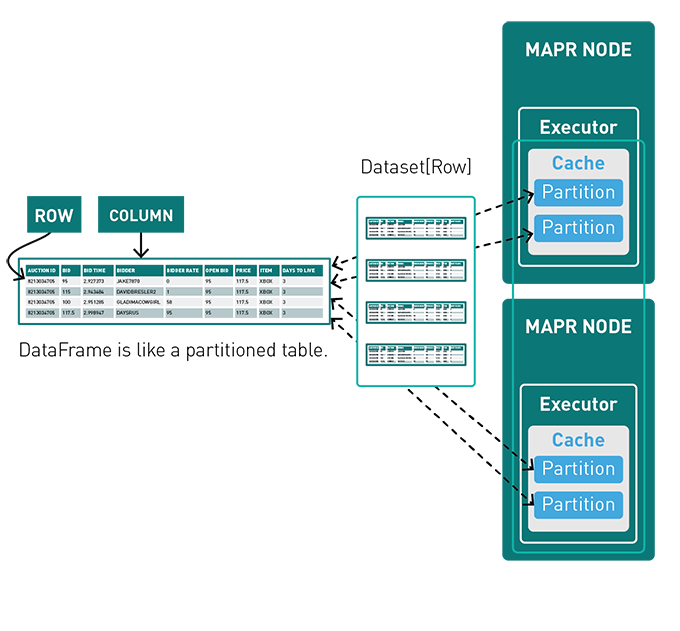 MAPR NODE
Executor
Cache
Partition
Partition
Dataset[Row]
ROW
COLUMN
AUCTION ID BID BID TIME BIDDER BIDDER RATE OPEN BID PRICE ITEM DAYS TO LIVE
8213034705 95 2.927373 JAKE7870 0 95 117.5 XBOX 3
8213034705 115 2.943484 DAVIDBRESLER2 1 95 117.5 XBOX 3
8213034705 100 2.951285 GLADIMACOWGIRL 58 95 117.5 XBOX 3
8213034705 117.5 2.998947 DAYSRUS 95 95 117.5 XBOX 3
DataFrame is like a partitioned table.
MAPR NODE
Executor
Cache
Partition
Partition